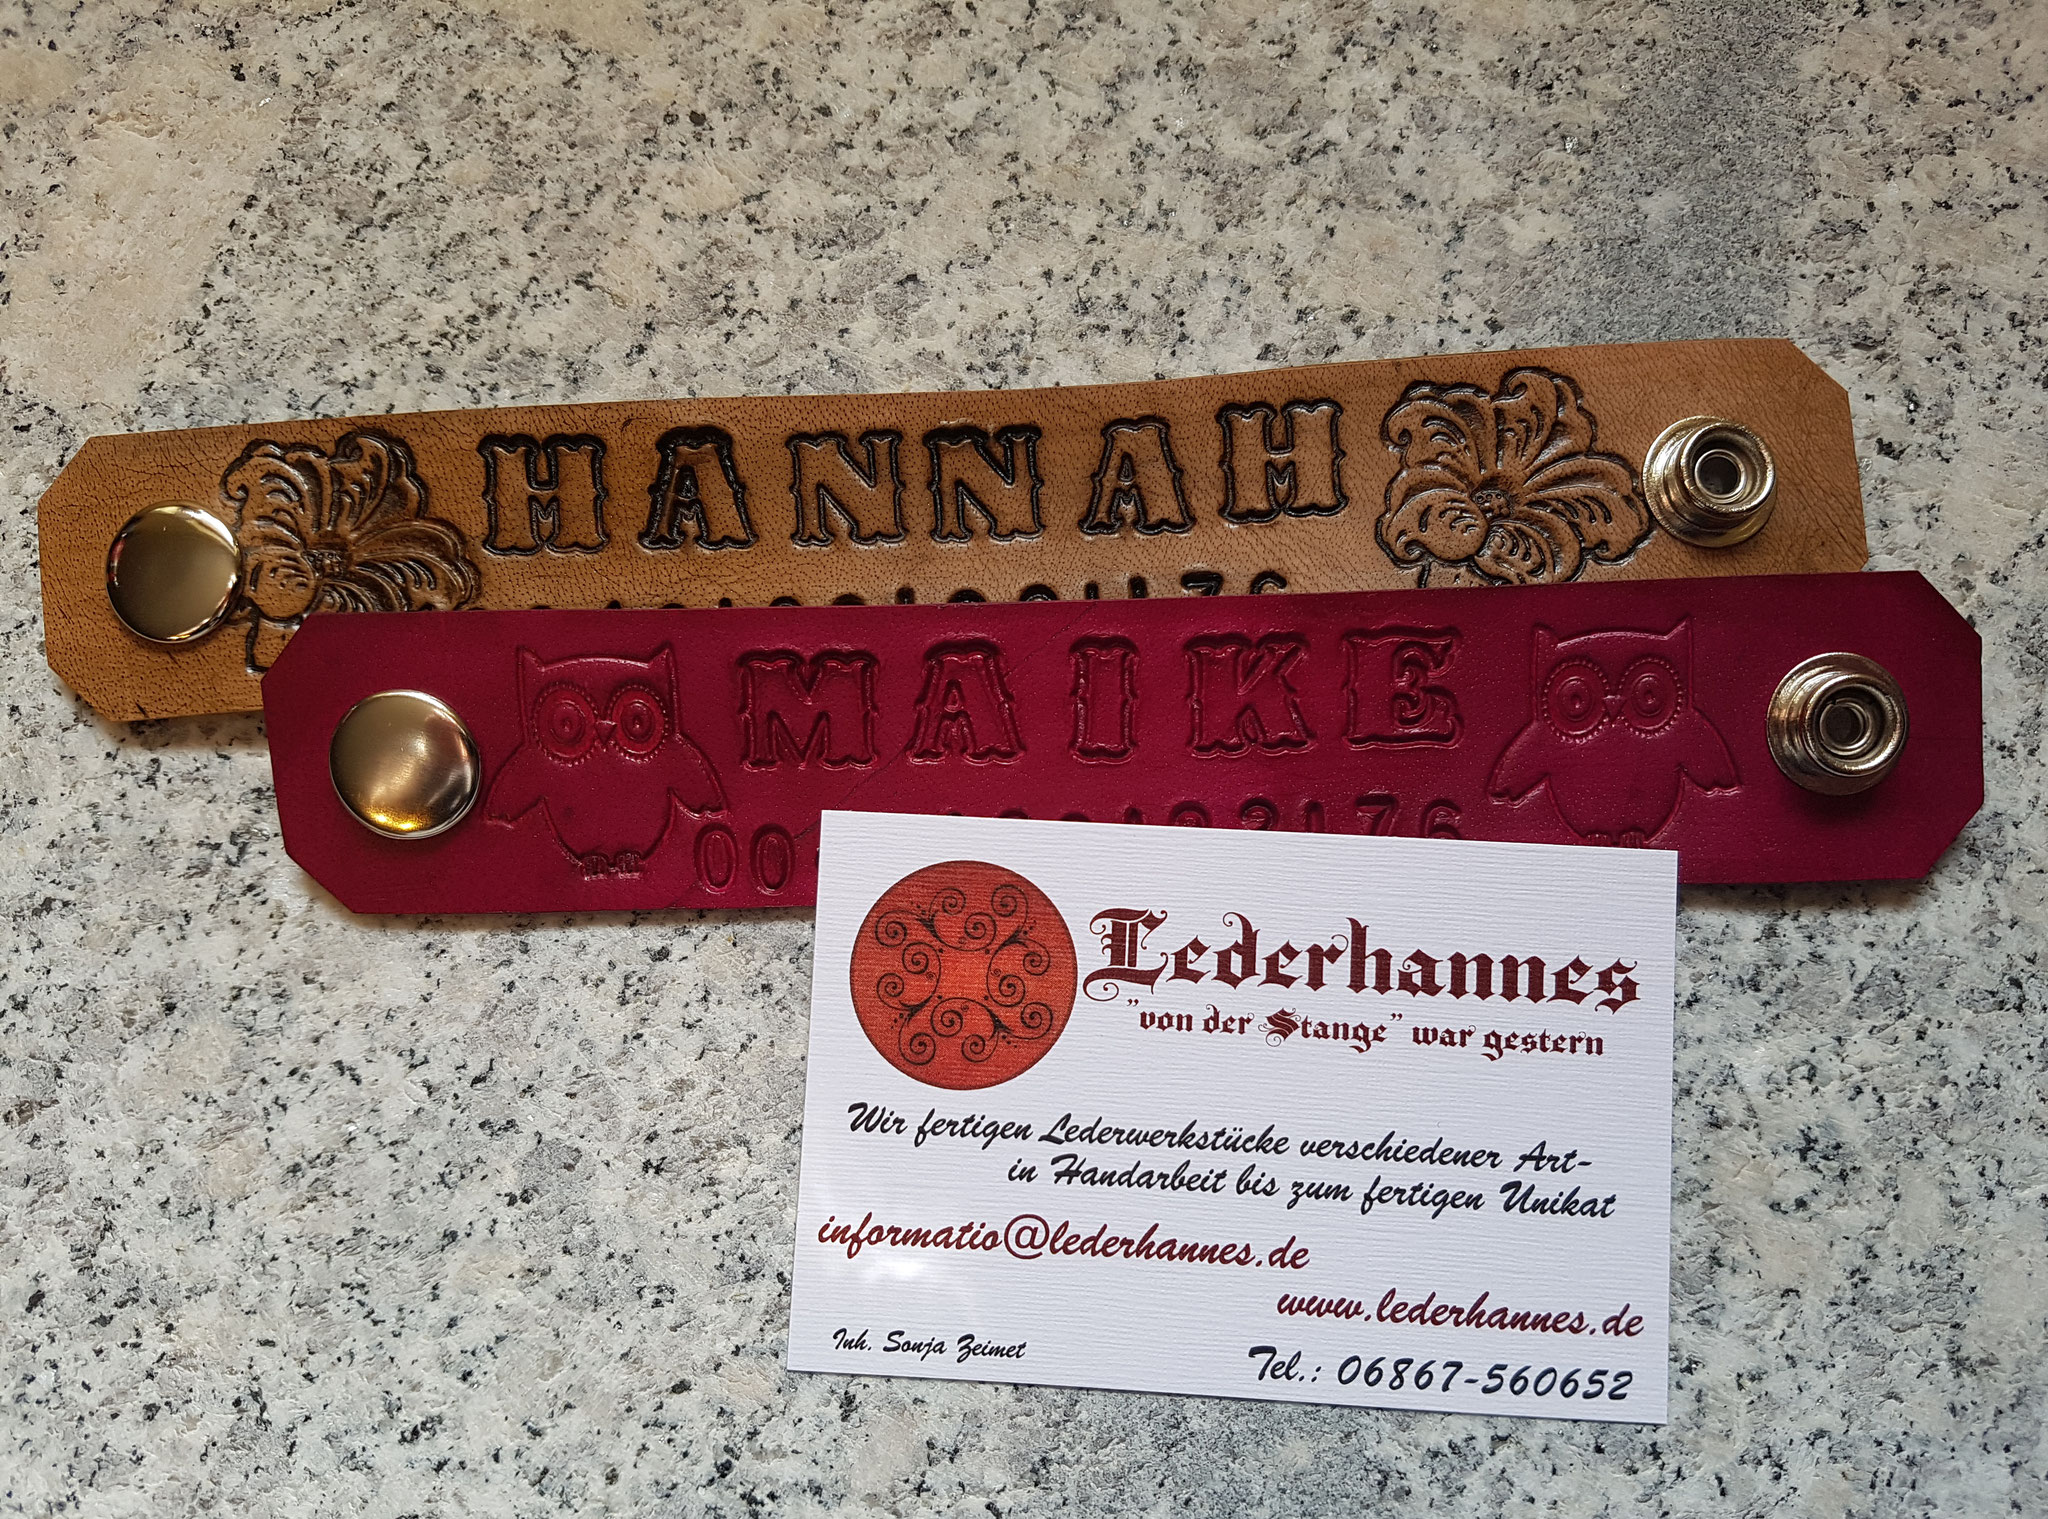 HANNAH
MAIKE
00
Lederhannes
"von der Stange" war gestern
Wir fertigen Lederwerkstücke verschiedener Art-
in Handarbeit bis zum fertigen Unikat
informatio@lederhannes.de
www.lederhannes.de
Inh. Sonja Zeimet
Tel.: 06867-560652